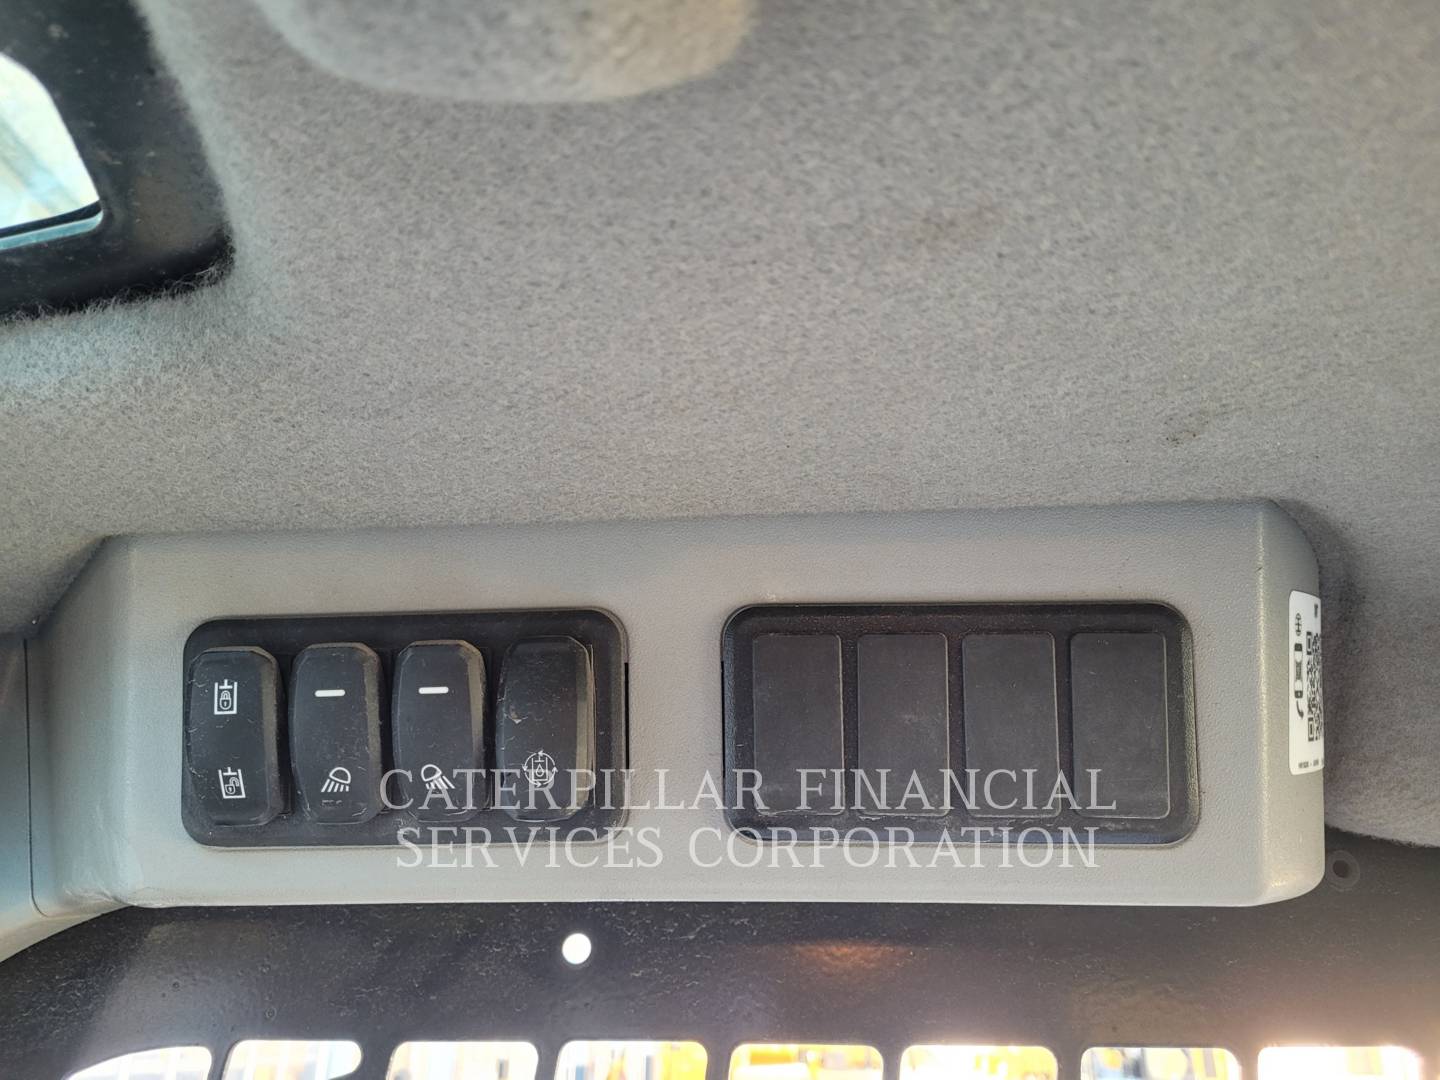 CATERPILLAR FINANCIAL
SERVICES CORPORATION